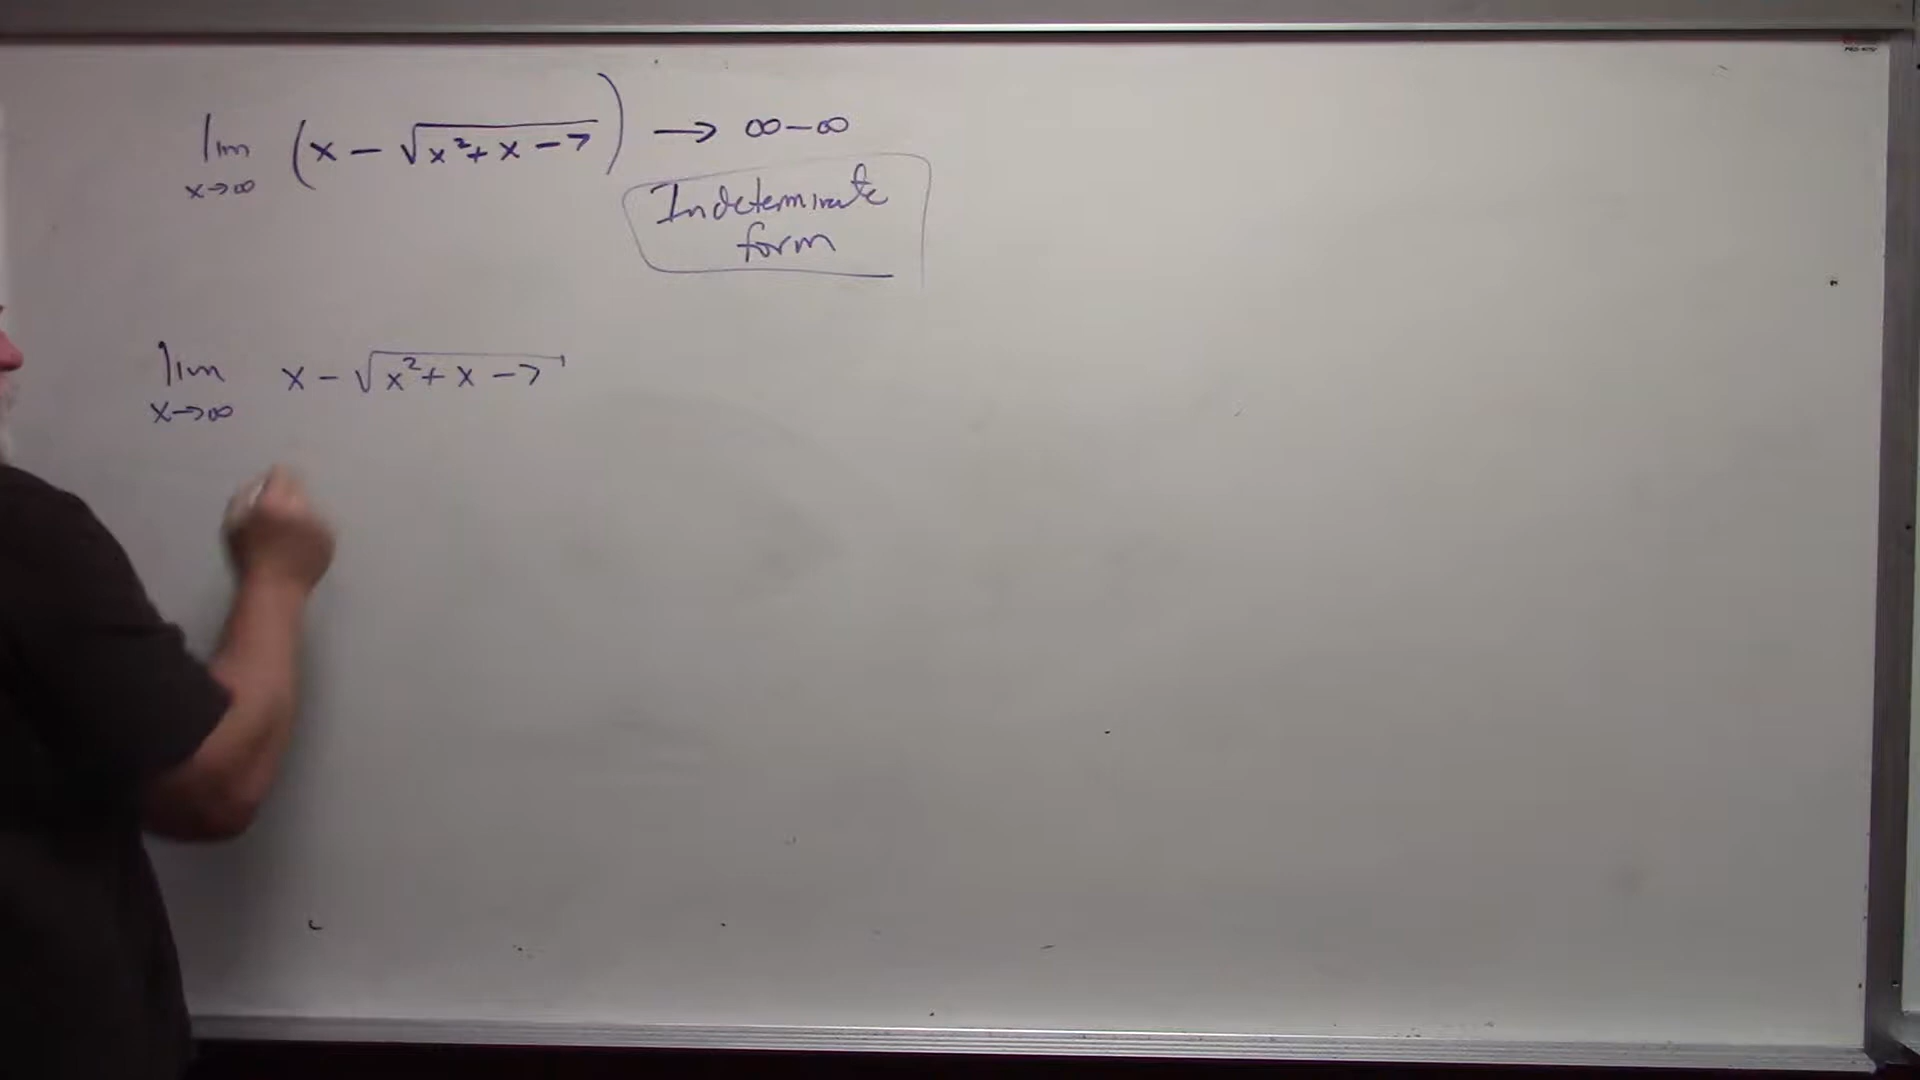 lim (x − √(x² + x − 7)) → ∞ − ∞
x→∞
Indeterminate
form
lim x − √(x² + x − 7)
x→∞